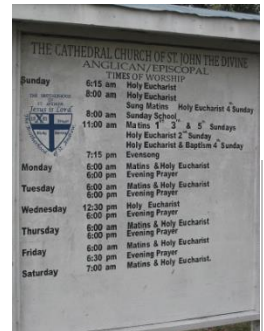 THE CATHEDRAL CHURCH OF ST. JOHN THE DIVINE
ANGLICAN/EPISCOPAL
TIMES OF WORSHIP
Sunday 6:15 am Holy Eucharist
8:00 am Holy Eucharist
Sung Matins Holy Eucharist 4th Sunday
8:00 am Sunday School
11:00 am Matins 1st 3rd & 5th Sundays
Holy Eucharist 2nd Sunday
Holy Eucharist & Baptism 4th Sunday
7:15 pm Evensong
Jesus is Lord
Monday 6:00 am Matins & Holy Eucharist
6:00 pm Evening Prayer
Tuesday 6:00 am Matins & Holy Eucharist
6:00 pm Evening Prayer
Wednesday 12:30 pm Holy Eucharist
6:00 pm Evening Prayer
Thursday 6:00 am Matins & Holy Eucharist
6:00 pm Evening Prayer
Friday 6:00 am Matins & Holy Eucharist
6:30 pm Evening Prayer
Saturday 7:00 am Matins & Holy Eucharist.